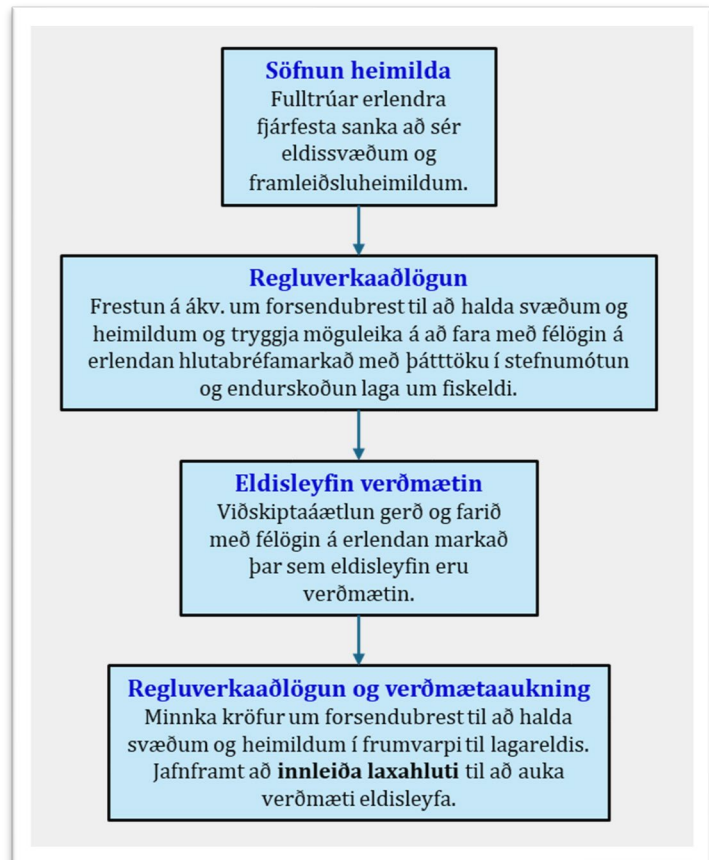 Söfnun heimilda
Fulltrúar erlendra
fjárfesta sanka að sér
eldissvæðum og
framleiðsluheimildum.
Regluverkaaðlögun
Frestun á ákv. um forsendubrest til að halda svæðum og
heimildum og tryggja möguleika á að fara með félögin á
erlendan hlutabréfamarkað með þátttöku í stefnumótun
og endurskoðun laga um fiskeldi.
Eldisleyfin verðmætin
Viðskiptaáætlun gerð og farið
með félögin á erlendan markað
þar sem eldisleyfin eru
verðmætin.
Regluverkaaðlögun og verðmætaaukning
Minnka kröfur um forsendubrest til að halda
svæðum og heimildum í frumvarpi til lagareldis.
Jafnframt að innleiða laxahluti til að auka
verðmæti eldisleyfa.